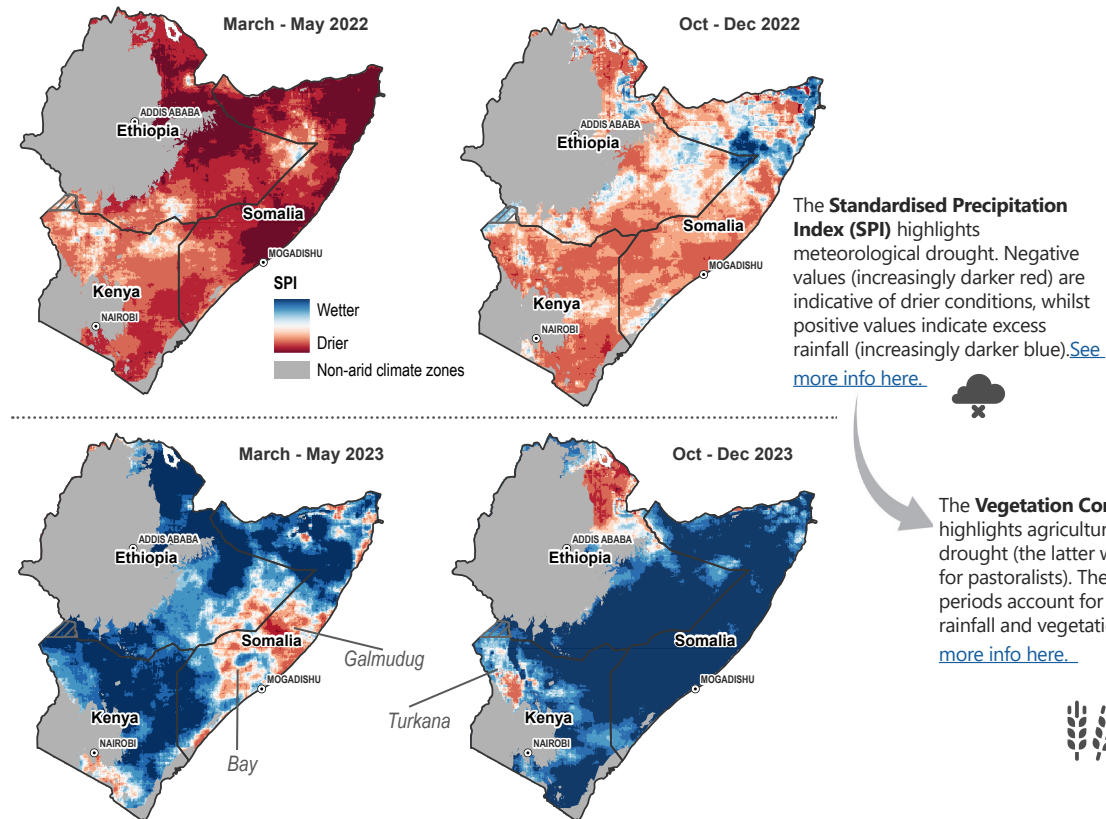 March - May 2022
ADDIS ABABA
Ethiopia
Somalia
MOGADISHU
Kenya
NAIROBI
SPI
Wetter
Drier
Non-arid climate zones
Oct - Dec 2022
ADDIS ABABA
Ethiopia
Somalia
MOGADISHU
Kenya
NAIROBI
The Standardised Precipitation
Index (SPI) highlights
meteorological drought. Negative
values (increasingly darker red) are
indicative of drier conditions, whilst
positive values indicate excess
rainfall (increasingly darker blue).See
more info here.
March - May 2023
ADDIS ABABA
Ethiopia
Somalia
Galmudug
MOGADISHU
Kenya
NAIROBI
Bay
Oct - Dec 2023
ADDIS ABABA
Ethiopia
Somalia
MOGADISHU
Turkana
Kenya
NAIROBI
The Vegetation Con
highlights agricultur
drought (the latter w
for pastoralists). The
periods account for
rainfall and vegetati
more info here.